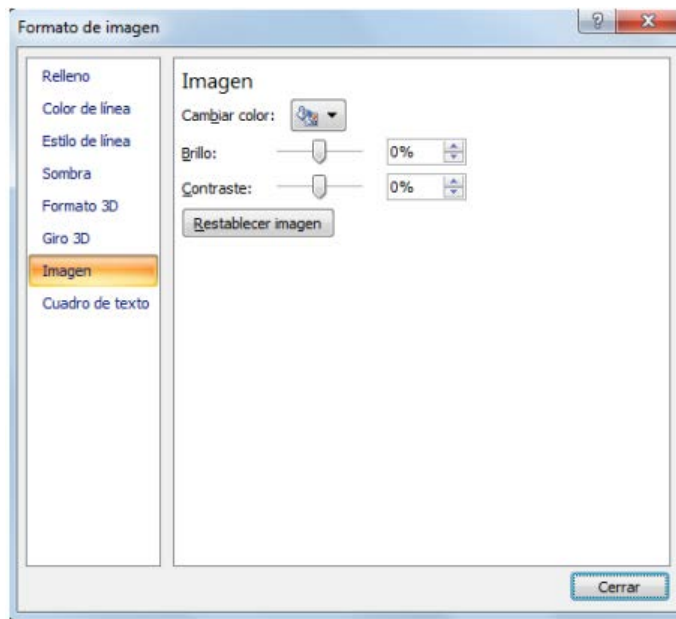 Formato de imagen
Relleno
Color de línea
Estilo de línea
Sombra
Formato 3D
Giro 3D
Imagen
Cuadro de texto
Imagen
Cambiar color:
Brillo: 0%
Contraste: 0%
Restablecer imagen
Cerrar